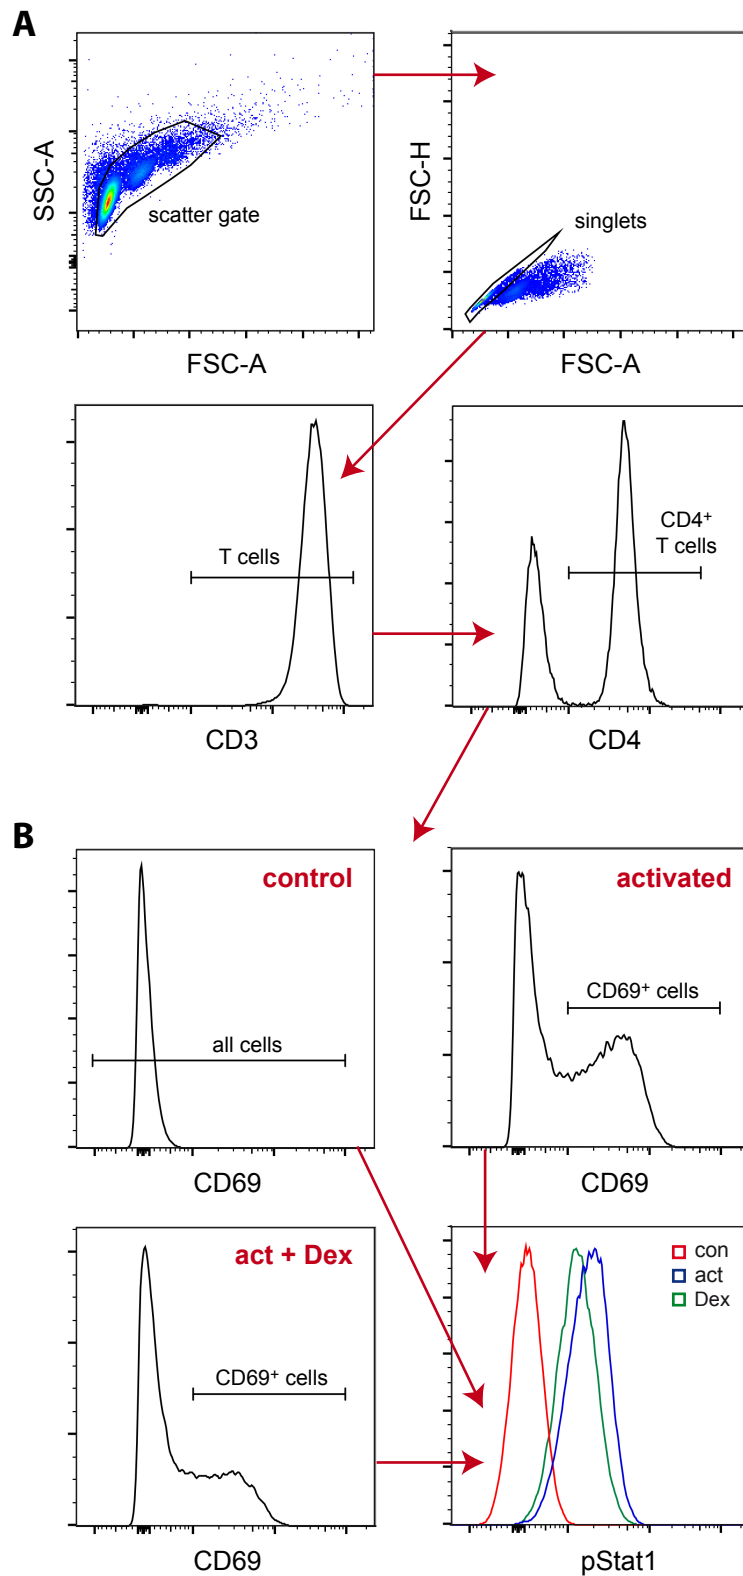 A
SSC-A
scatter gate
FSC-A
FSC-H
singlets
FSC-A
T cells
CD3
CD4⁺
T cells
CD4
B
control
all cells
CD69
activated
CD69⁺ cells
CD69
act + Dex
CD69⁺ cells
CD69
con
act
Dex
pStat1